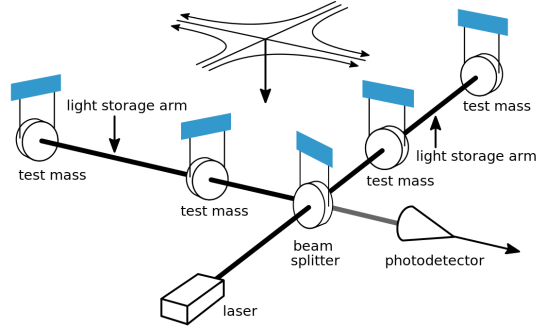 light storage arm
test mass
test mass
light storage arm
test mass
test mass
beam
splitter
photodetector
laser